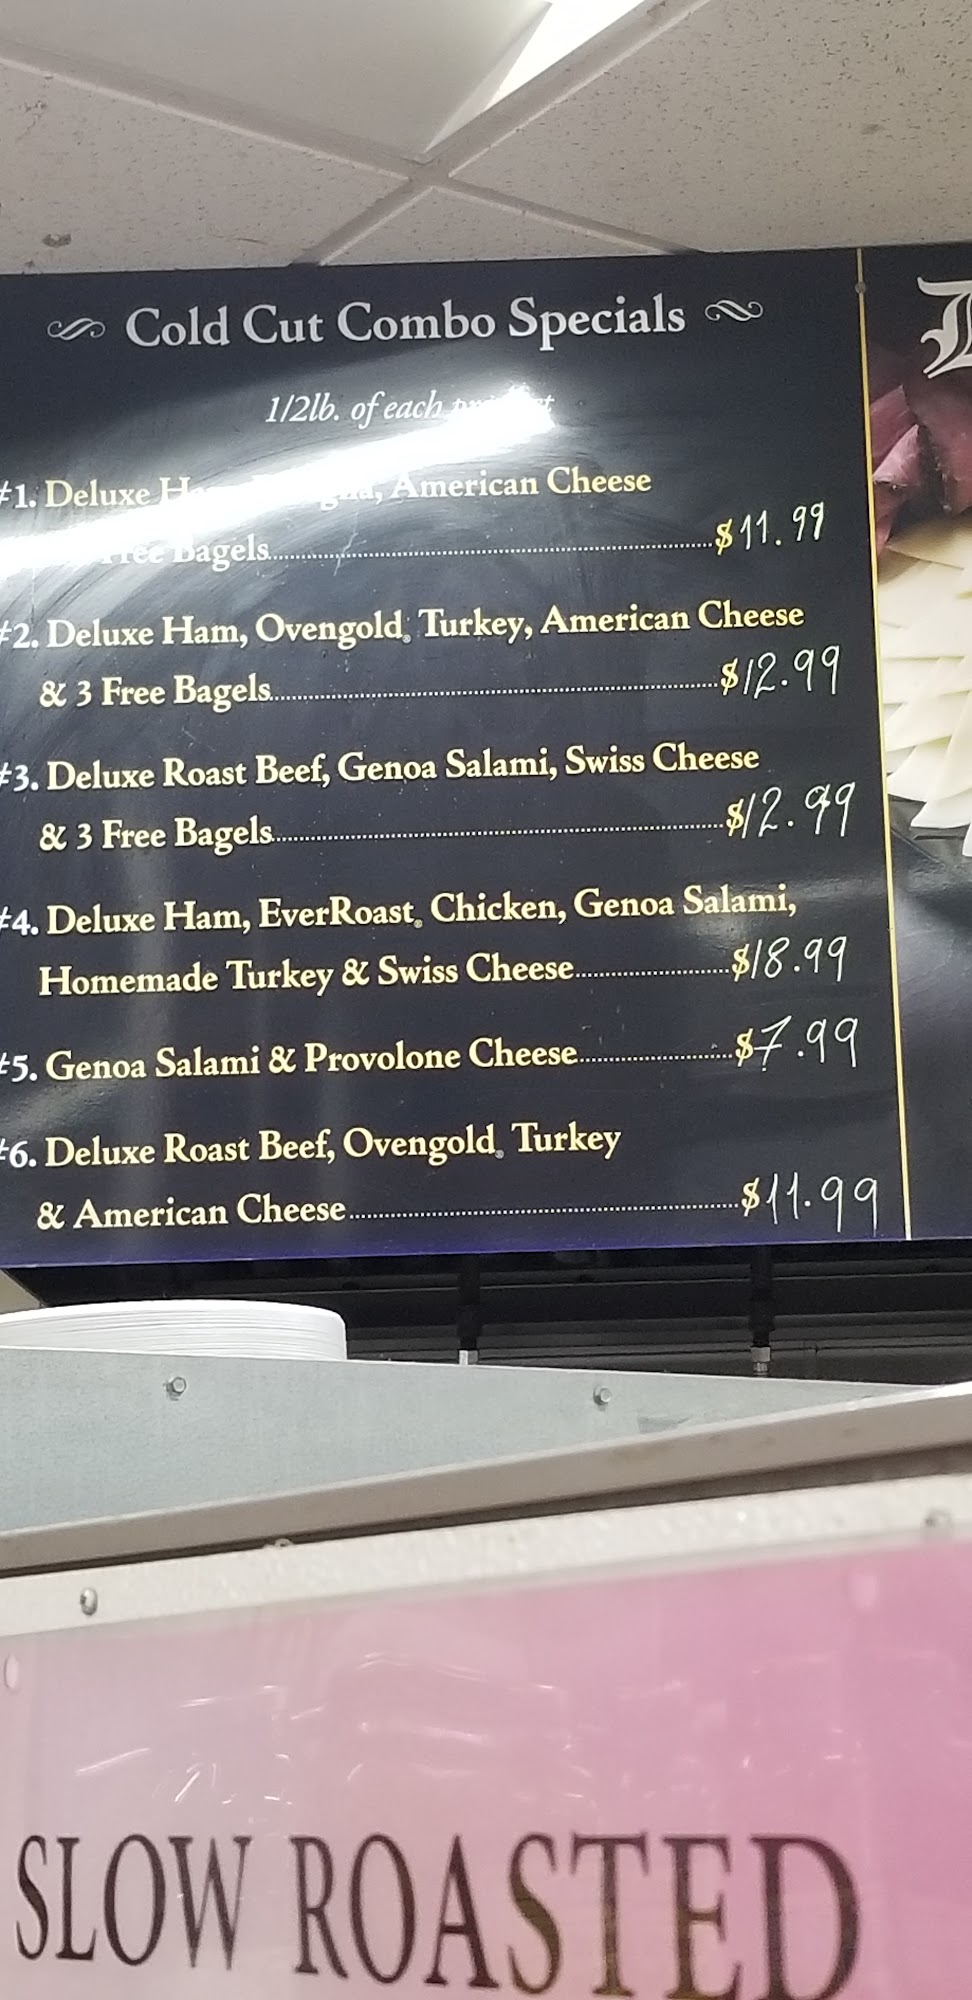 Cold Cut Combo Specials
1/2lb. of each
#1. Deluxe American Cheese
Free Bagels $11.99
#2. Deluxe Ham, Ovengold® Turkey, American Cheese
& 3 Free Bagels $12.99
#3. Deluxe Roast Beef, Genoa Salami, Swiss Cheese
& 3 Free Bagels $12.99
#4. Deluxe Ham, EverRoast® Chicken, Genoa Salami,
Homemade Turkey & Swiss Cheese $18.99
#5. Genoa Salami & Provolone Cheese $7.99
#6. Deluxe Roast Beef, Ovengold® Turkey
& American Cheese $11.99
SLOW ROASTED